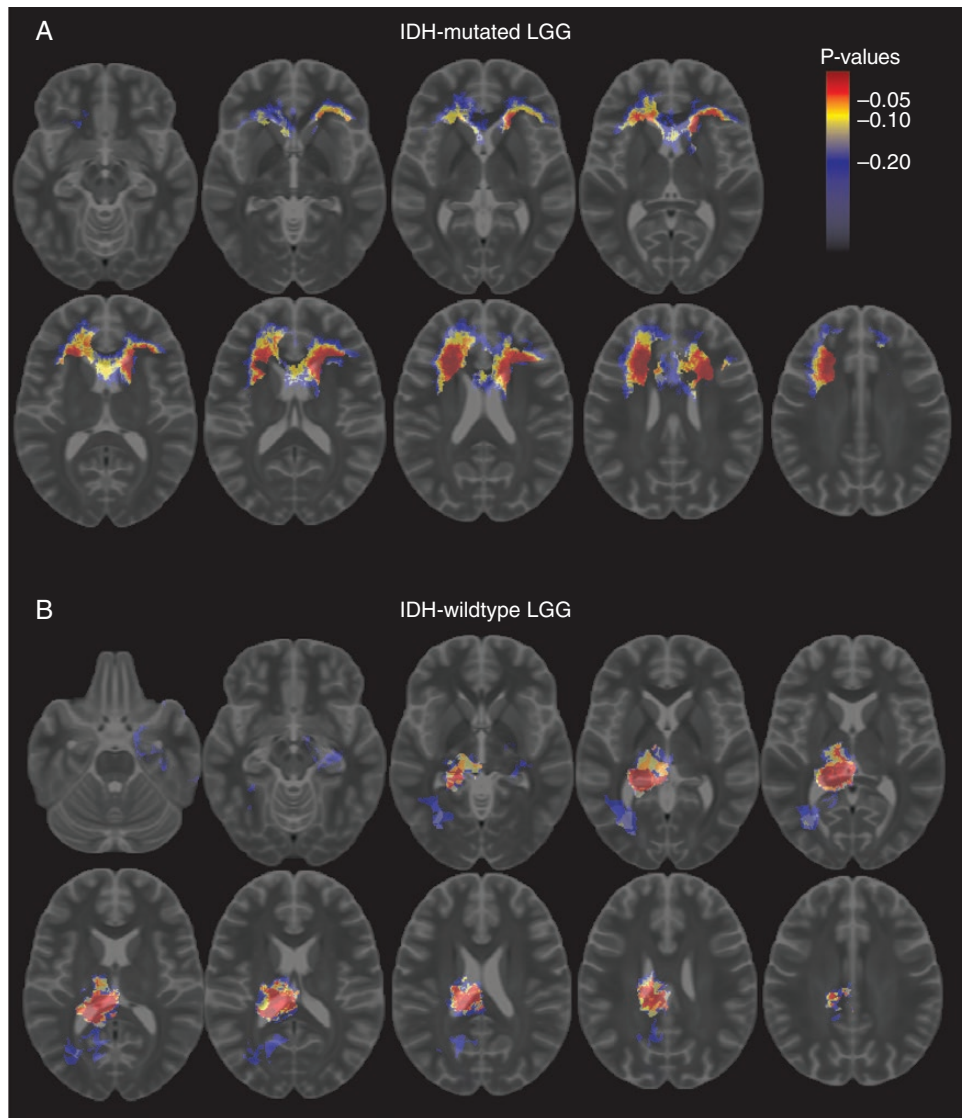 A
IDH-mutated LGG
P-values
–0.05
–0.10
–0.20
B
IDH-wildtype LGG